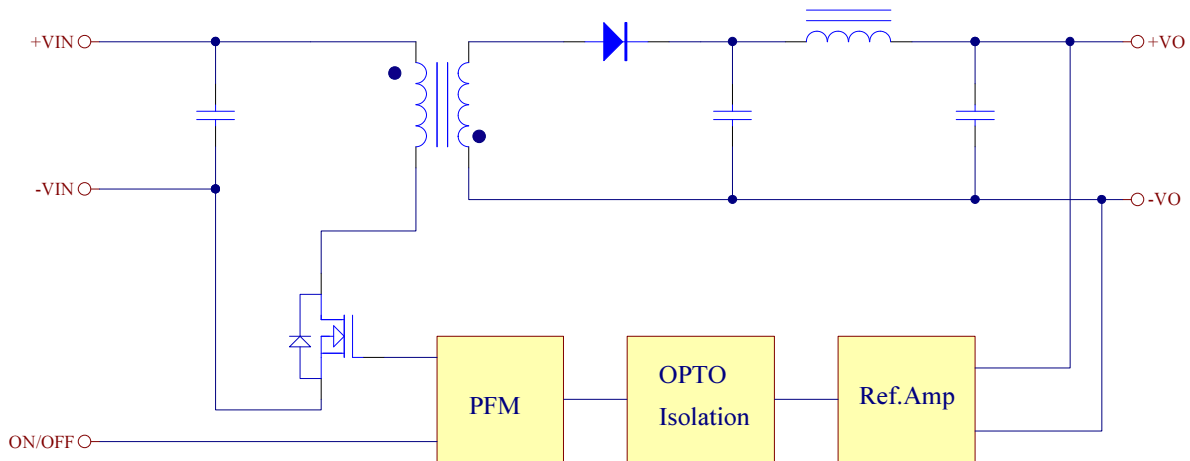 +VIN
+VO
-VIN
-VO
PFM
OPTO
Isolation
Ref.Amp
ON/OFF